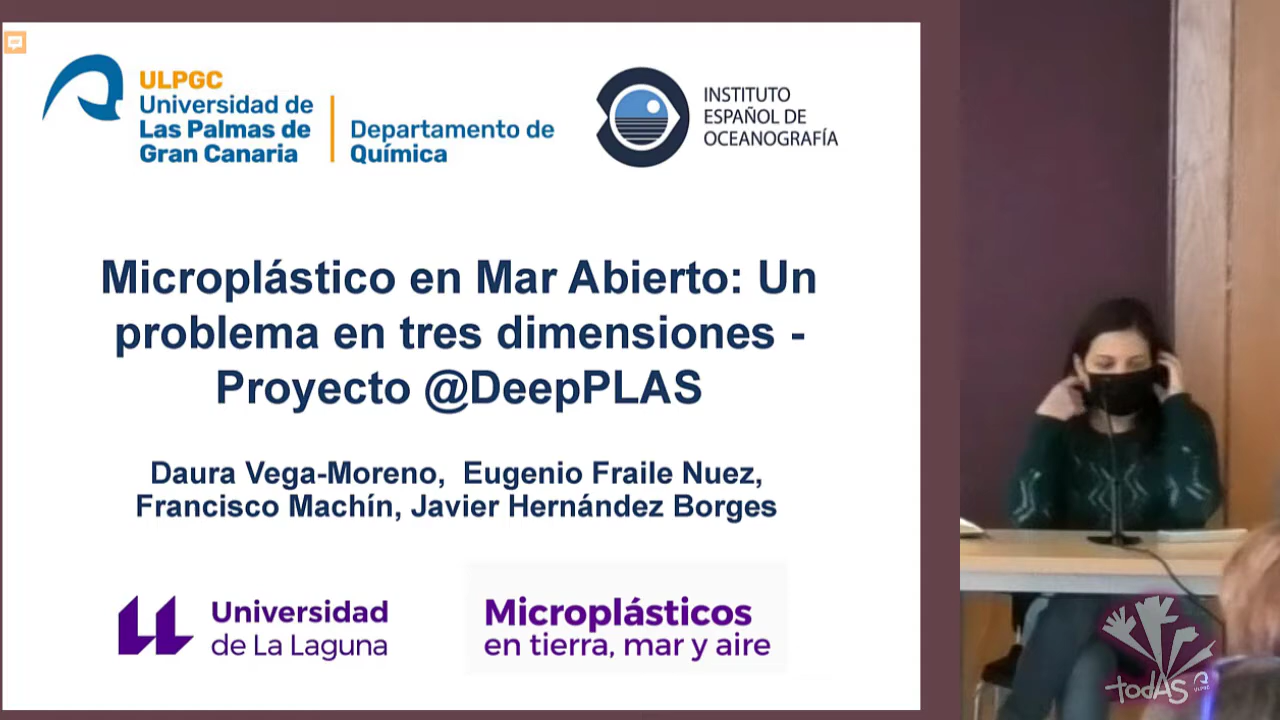 ULPGC
Universidad de
Las Palmas de
Gran Canaria
Departamento de
Química
INSTITUTO
ESPAÑOL DE
OCEANOGRAFÍA
Microplástico en Mar Abierto: Un
problema en tres dimensiones -
Proyecto @DeepPLAS
Daura Vega-Moreno, Eugenio Fraile Nuez,
Francisco Machín, Javier Hernández Borges
Universidad
de La Laguna
Microplásticos
en tierra, mar y aire
todAS
ULPGC